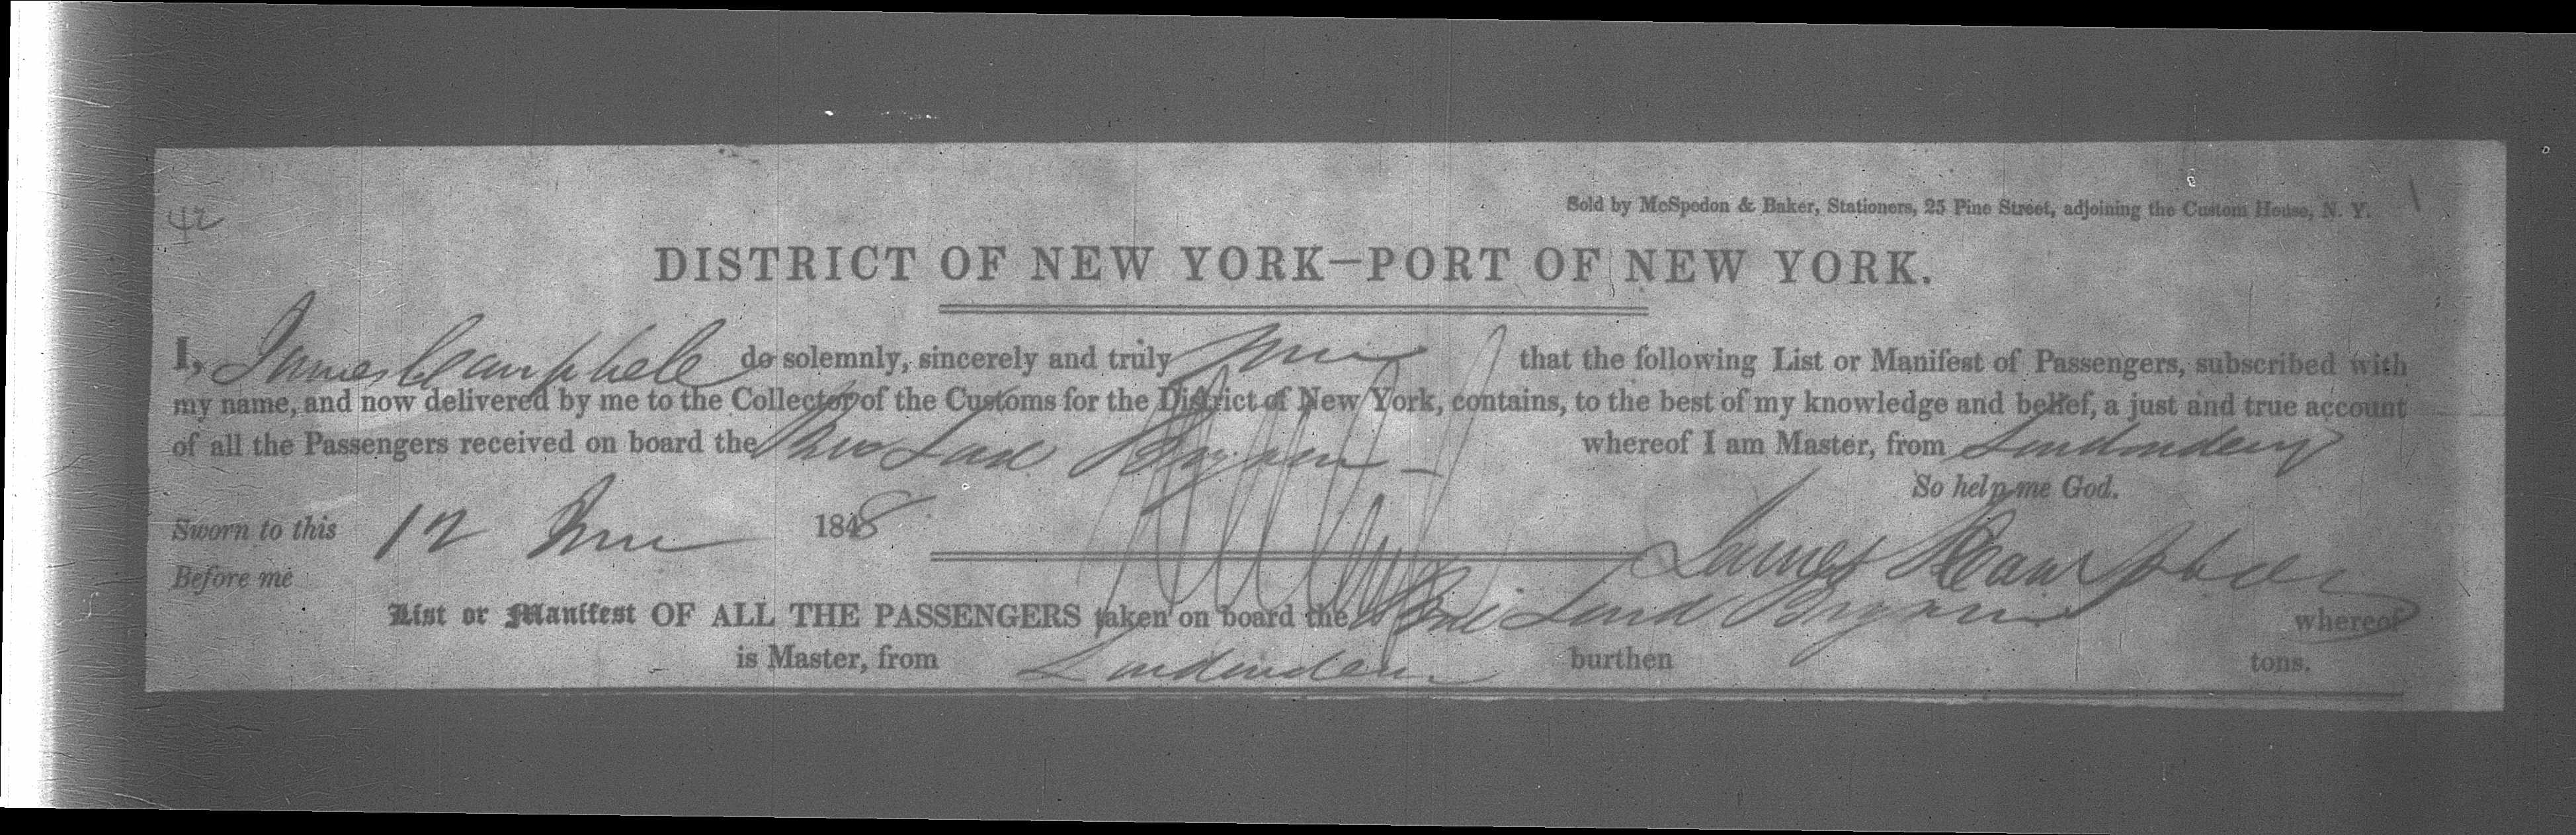 42
Sold by McSpedon & Baker, Stationers, 25 Pine Street, adjoining the Custom House, N. Y.
DISTRICT OF NEW YORK—PORT OF NEW YORK.
I, James Campbell do solemnly, sincerely and truly that the following List or Manifest of Passengers, subscribed with
my name, and now delivered by me to the Collector of the Customs for the District of New York, contains, to the best of my knowledge and belief, a just and true account
of all the Passengers received on board the whereof I am Master, from Londonderry
So help me God.
Sworn to this 12 June 1848
James Campbell
Before me
List or Manifest OF ALL THE PASSENGERS taken on board the whereof
is Master, from Londonderry burthen tons.